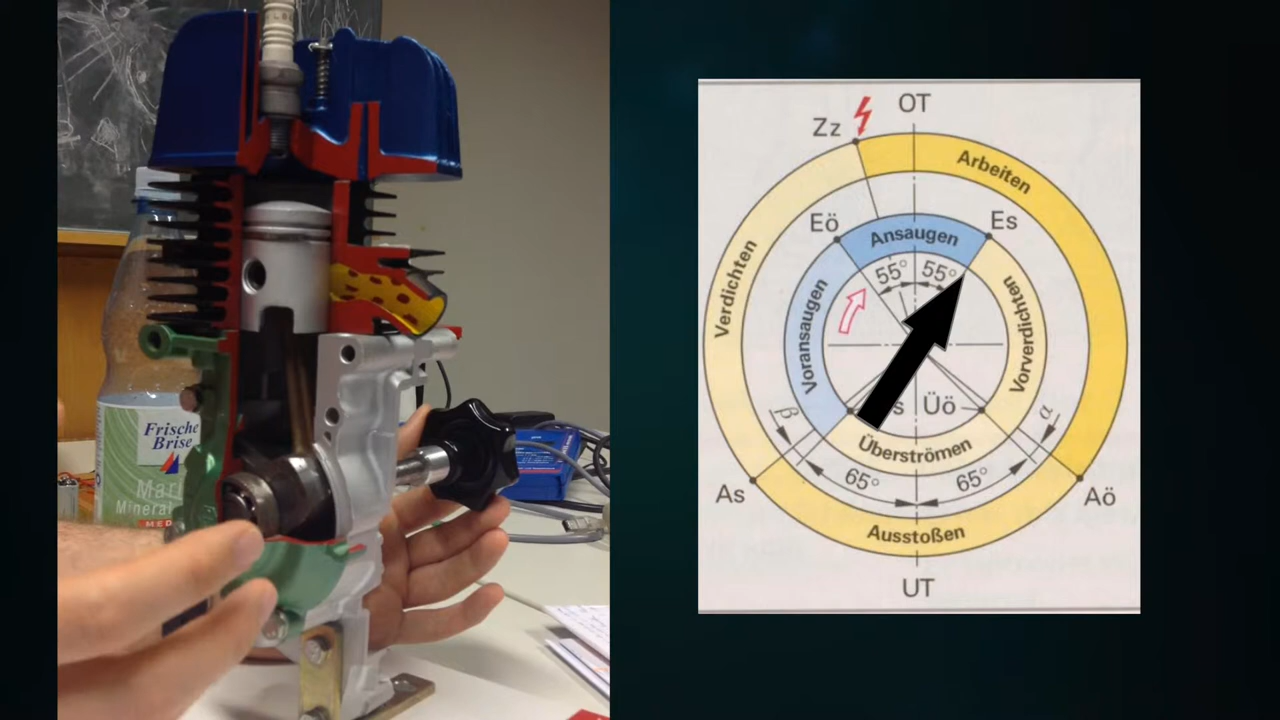 Frische
Brise
Mineral
MED
OT
Zz
Arbeiten
Eö
Es
Ansaugen
55°
55°
Verdichten
Voransaugen
Vorverdichten
Üö
β
α
Überströmen
65°
65°
As
Aö
Ausstoßen
UT